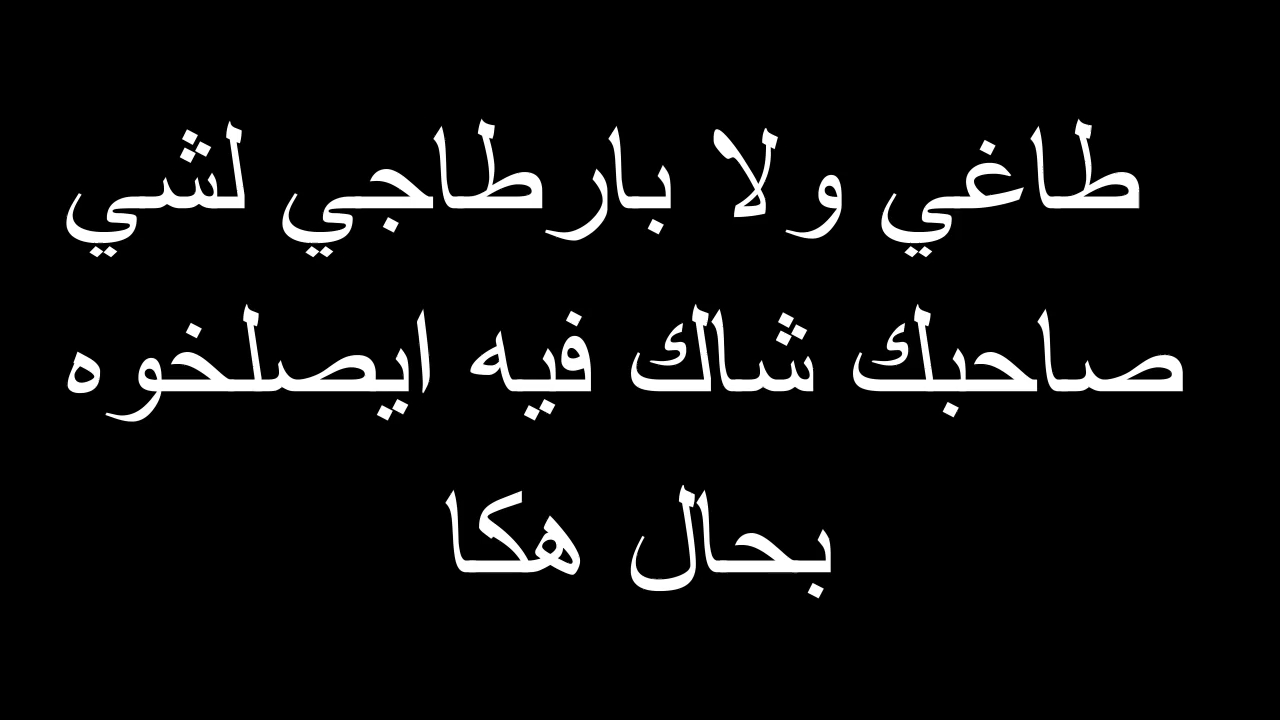 طاغي ولا بارطاجي لشي
صاحبك شاك فيه ايصلخوه
بحال هكا